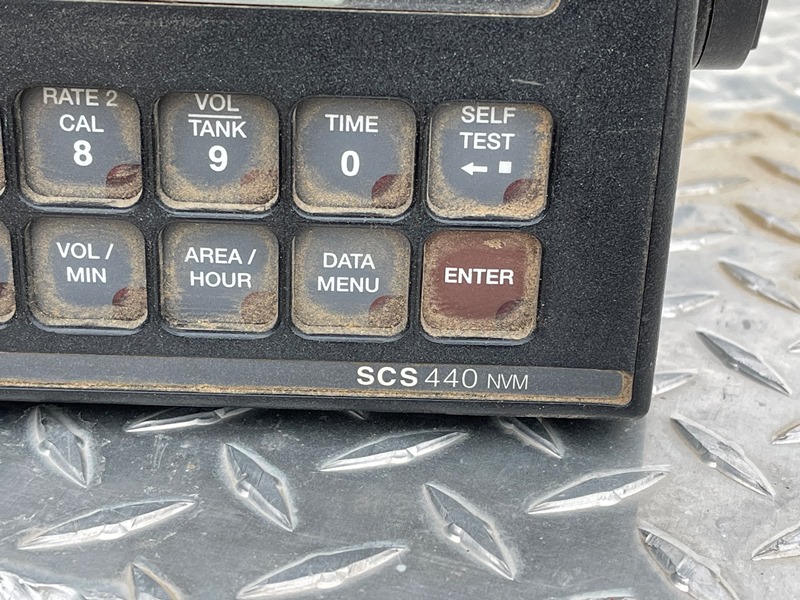 RATE 2
CAL
8
VOL
TANK
9
TIME
0
SELF
TEST
←■
VOL /
MIN
AREA /
HOUR
DATA
MENU
ENTER
SCS 440 NVM